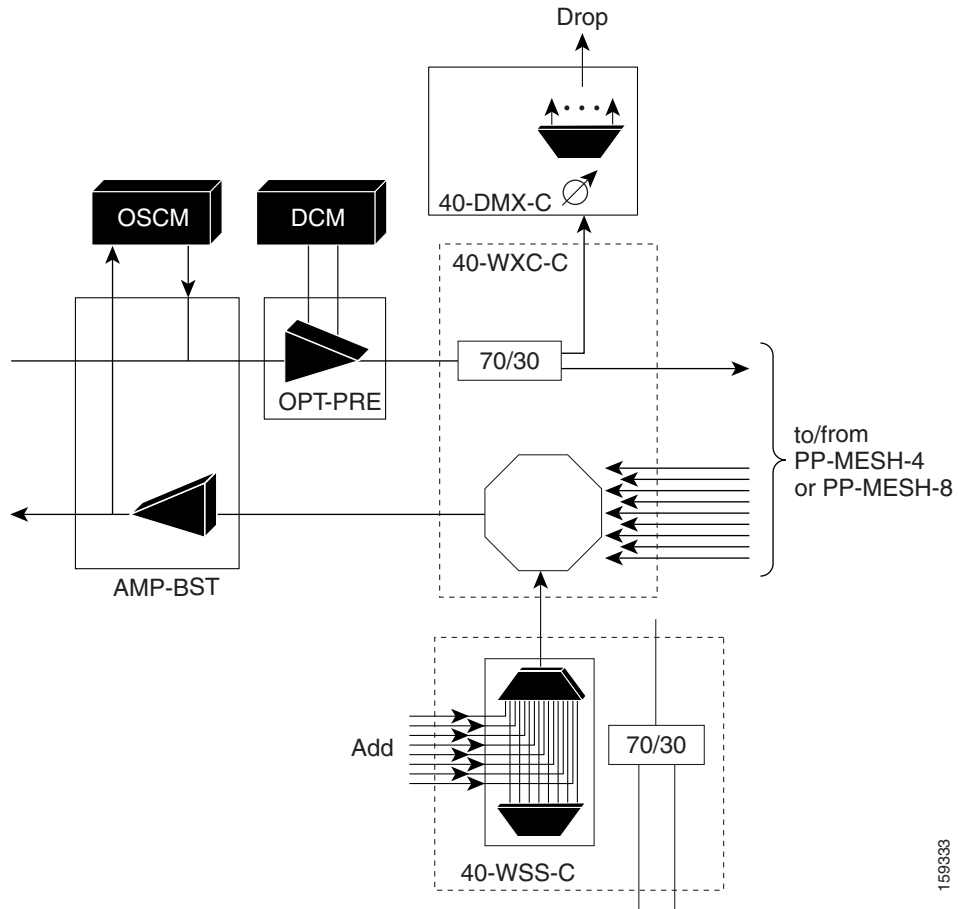 Drop
40-DMX-C
OSCM
DCM
40-WXC-C
70/30
OPT-PRE
to/from
PP-MESH-4
or PP-MESH-8
AMP-BST
Add
70/30
40-WSS-C
159333